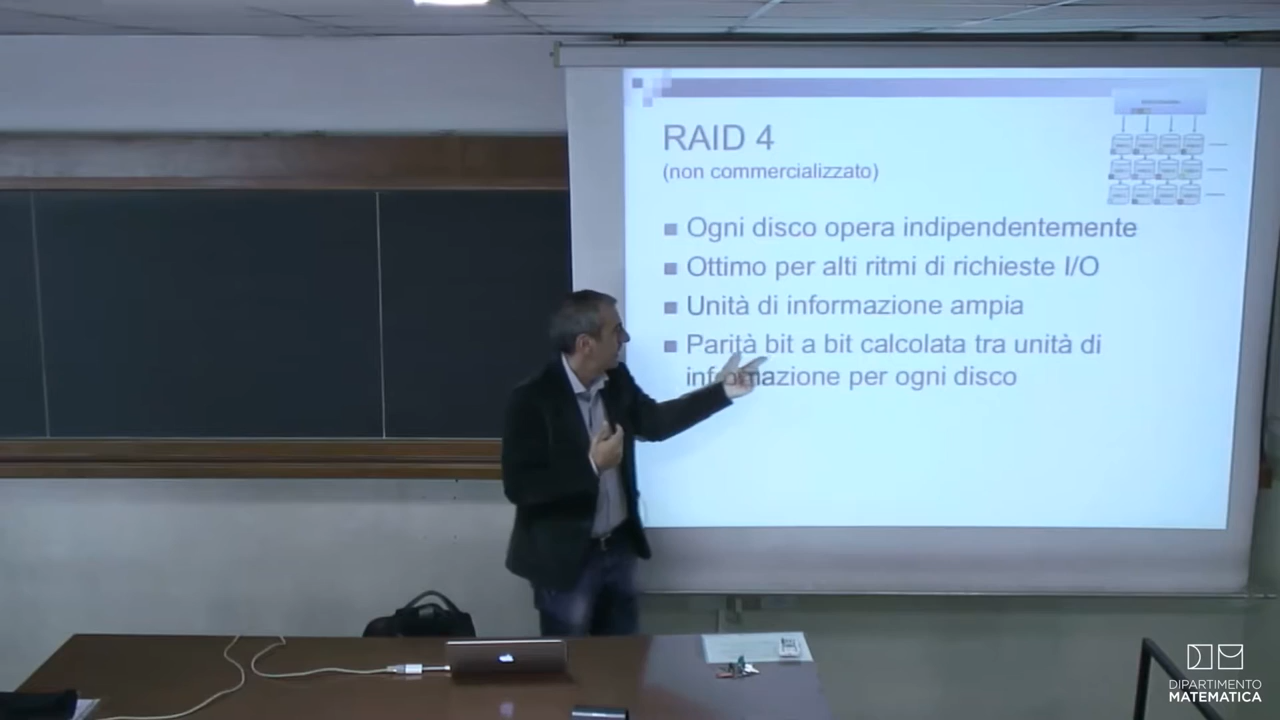 RAID 4
(non commercializzato)
Ogni disco opera indipendentemente
Ottimo per alti ritmi di richieste I/O
Unità di informazione ampia
Parità bit a bit calcolata tra unità di
informazione per ogni disco
DIPARTIMENTO
MATEMATICA